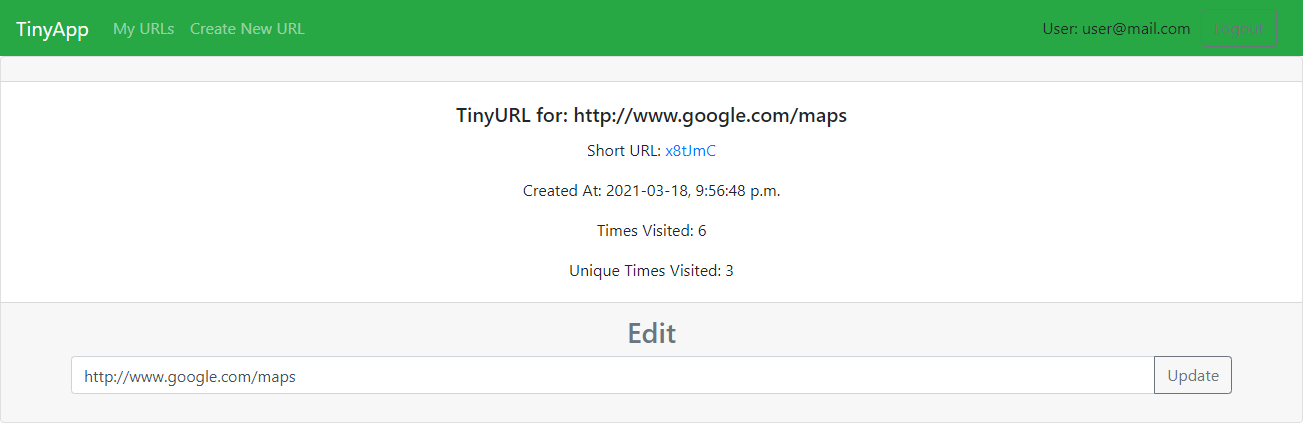 TinyApp My URLs Create New URL User: user@mail.com Logout
TinyURL for: http://www.google.com/maps
Short URL: x8tJmC
Created At: 2021-03-18, 9:56:48 p.m.
Times Visited: 6
Unique Times Visited: 3
Edit
http://www.google.com/maps Update